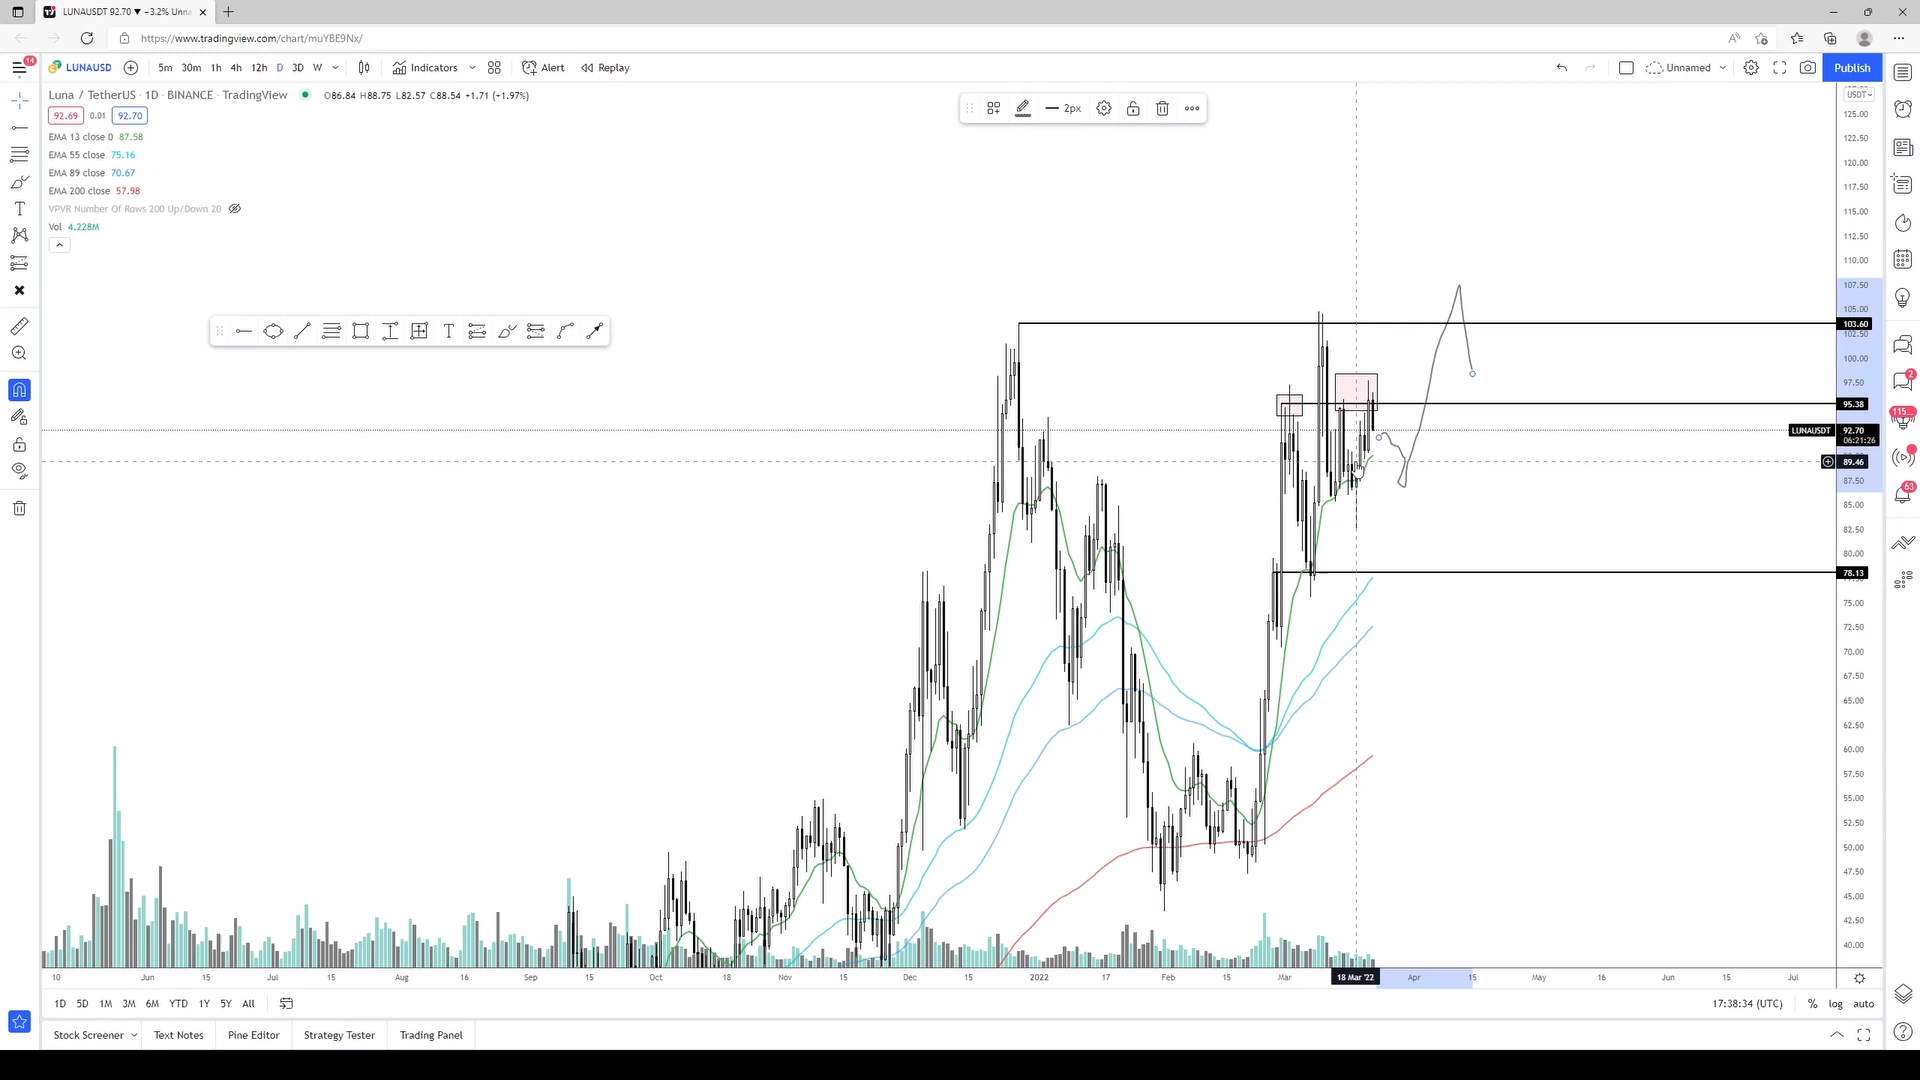 LUNAUSDT 92.70 ▼ −3.2% Unna
https://www.tradingview.com/chart/muYBE9Nx/
14
LUNAUSD
5m 30m 1h 4h 12h D 3D W
Indicators
Alert
Replay
Unnamed
Publish
Luna / TetherUS · 1D · BINANCE · TradingView
O86.84 H88.75 L82.57 C88.54 +1.71 (+1.97%)
USDT
92.69 0.01 92.70
EMA 13 close 0 87.58
EMA 55 close 75.16
EMA 89 close 70.67
EMA 200 close 57.98
VPVR Number Of Rows 200 Up/Down 20
Vol 4.228M
2px
125.00
122.50
120.00
117.50
115.00
112.50
110.00
107.50
105.00
103.60
102.50
100.00
97.50
95.38
LUNAUSDT 92.70
06:21:26
89.46
87.50
85.00
82.50
80.00
78.13
75.00
72.50
70.00
67.50
65.00
62.50
60.00
57.50
55.00
52.50
50.00
47.50
45.00
42.50
40.00
2
115...
63
10 Jun 15 Jul 15 Aug 16 Sep 15 Oct 18 Nov 15 Dec 15 2022 17 Feb 15 Mar 18 Mar '22 Apr 15 May 16 Jun 15 Jul
1D 5D 1M 3M 6M YTD 1Y 5Y All
17:38:34 (UTC) % log auto
Stock Screener Text Notes Pine Editor Strategy Tester Trading Panel